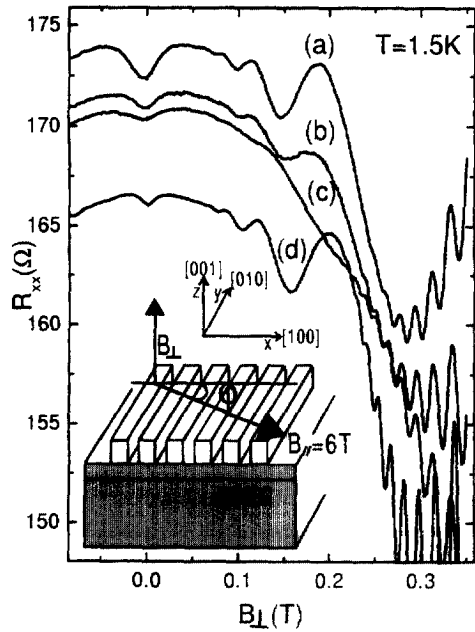 175
170
165
160
155
150
R_xx(Ω)
T=1.5K
(a)
(b)
(c)
(d)
[001]
[010]
z
y
x
[100]
B⊥
Φ
B//=6T
0.0
0.1
0.2
0.3
B⊥(T)